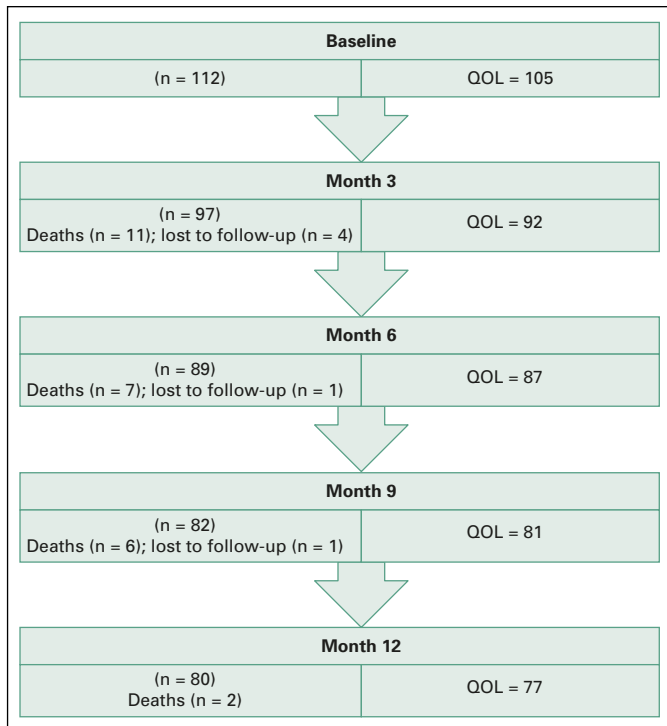 Baseline
(n = 112)
QOL = 105
Month 3
(n = 97)
Deaths (n = 11); lost to follow-up (n = 4)
QOL = 92
Month 6
(n = 89)
Deaths (n = 7); lost to follow-up (n = 1)
QOL = 87
Month 9
(n = 82)
Deaths (n = 6); lost to follow-up (n = 1)
QOL = 81
Month 12
(n = 80)
Deaths (n = 2)
QOL = 77